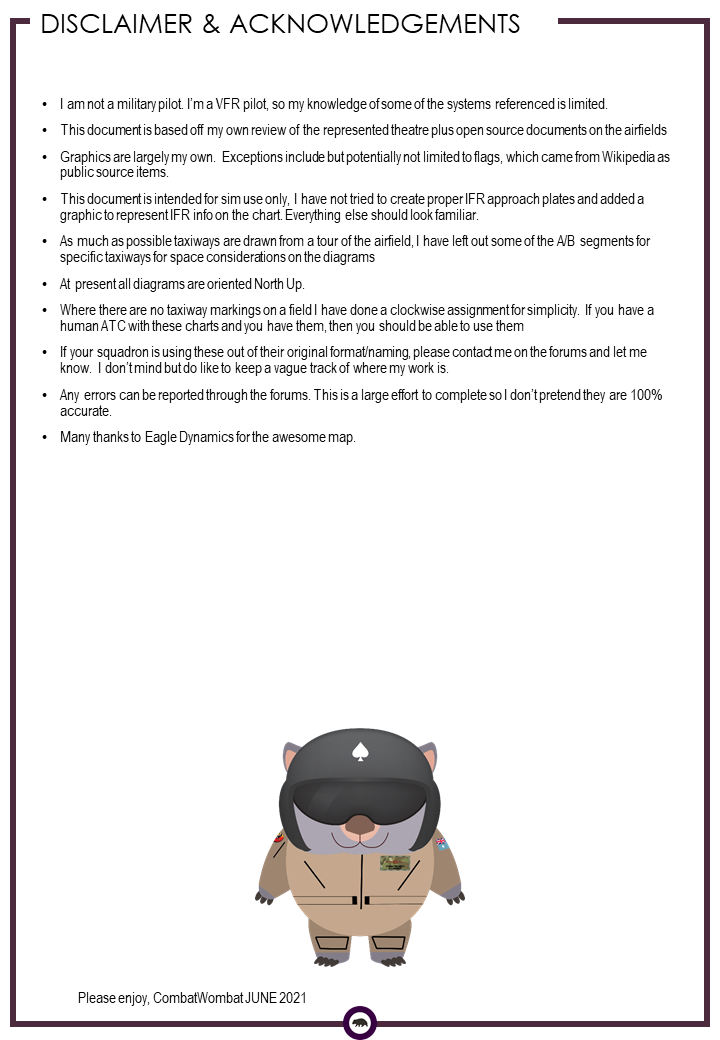 DISCLAIMER & ACKNOWLEDGEMENTS
• I am not a military pilot. I'm a VFR pilot, so my knowledge of some of the systems referenced is limited.
• This document is based off my own review of the represented theatre plus open source documents on the airfields
• Graphics are largely my own. Exceptions include but potentially not limited to flags, which came from Wikipedia as
public source items.
• This document is intended for sim use only, I have not tried to create proper IFR approach plates and added a
graphic to represent IFR info on the chart. Everything else should look familiar.
• As much as possible taxiways are drawn from a tour of the airfield, I have left out some of the A/B segments for
specific taxiways for space considerations on the diagrams
• At present all diagrams are oriented North Up.
• Where there are no taxiway markings on a field I have done a clockwise assignment for simplicity. If you have a
human ATC with these charts and you have them, then you should be able to use them
• If your squadron is using these out of their original format/naming, please contact me on the forums and let me
know. I don't mind but do like to keep a vague track of where my work is.
• Any errors can be reported through the forums. This is a large effort to complete so I don't pretend they are 100%
accurate.
• Many thanks to Eagle Dynamics for the awesome map.
Please enjoy, CombatWombat JUNE 2021